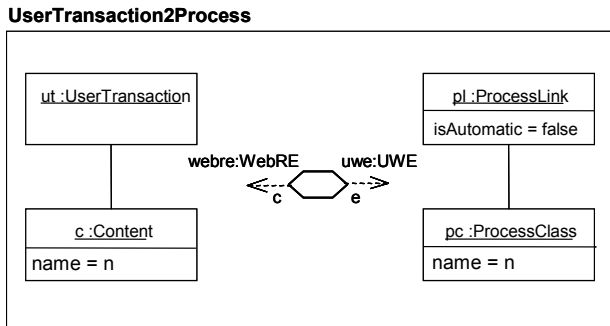 UserTransaction2Process
ut :UserTransaction
pl :ProcessLink
isAutomatic = false
webre:WebRE
uwe:UWE
c
e
c :Content
name = n
pc :ProcessClass
name = n